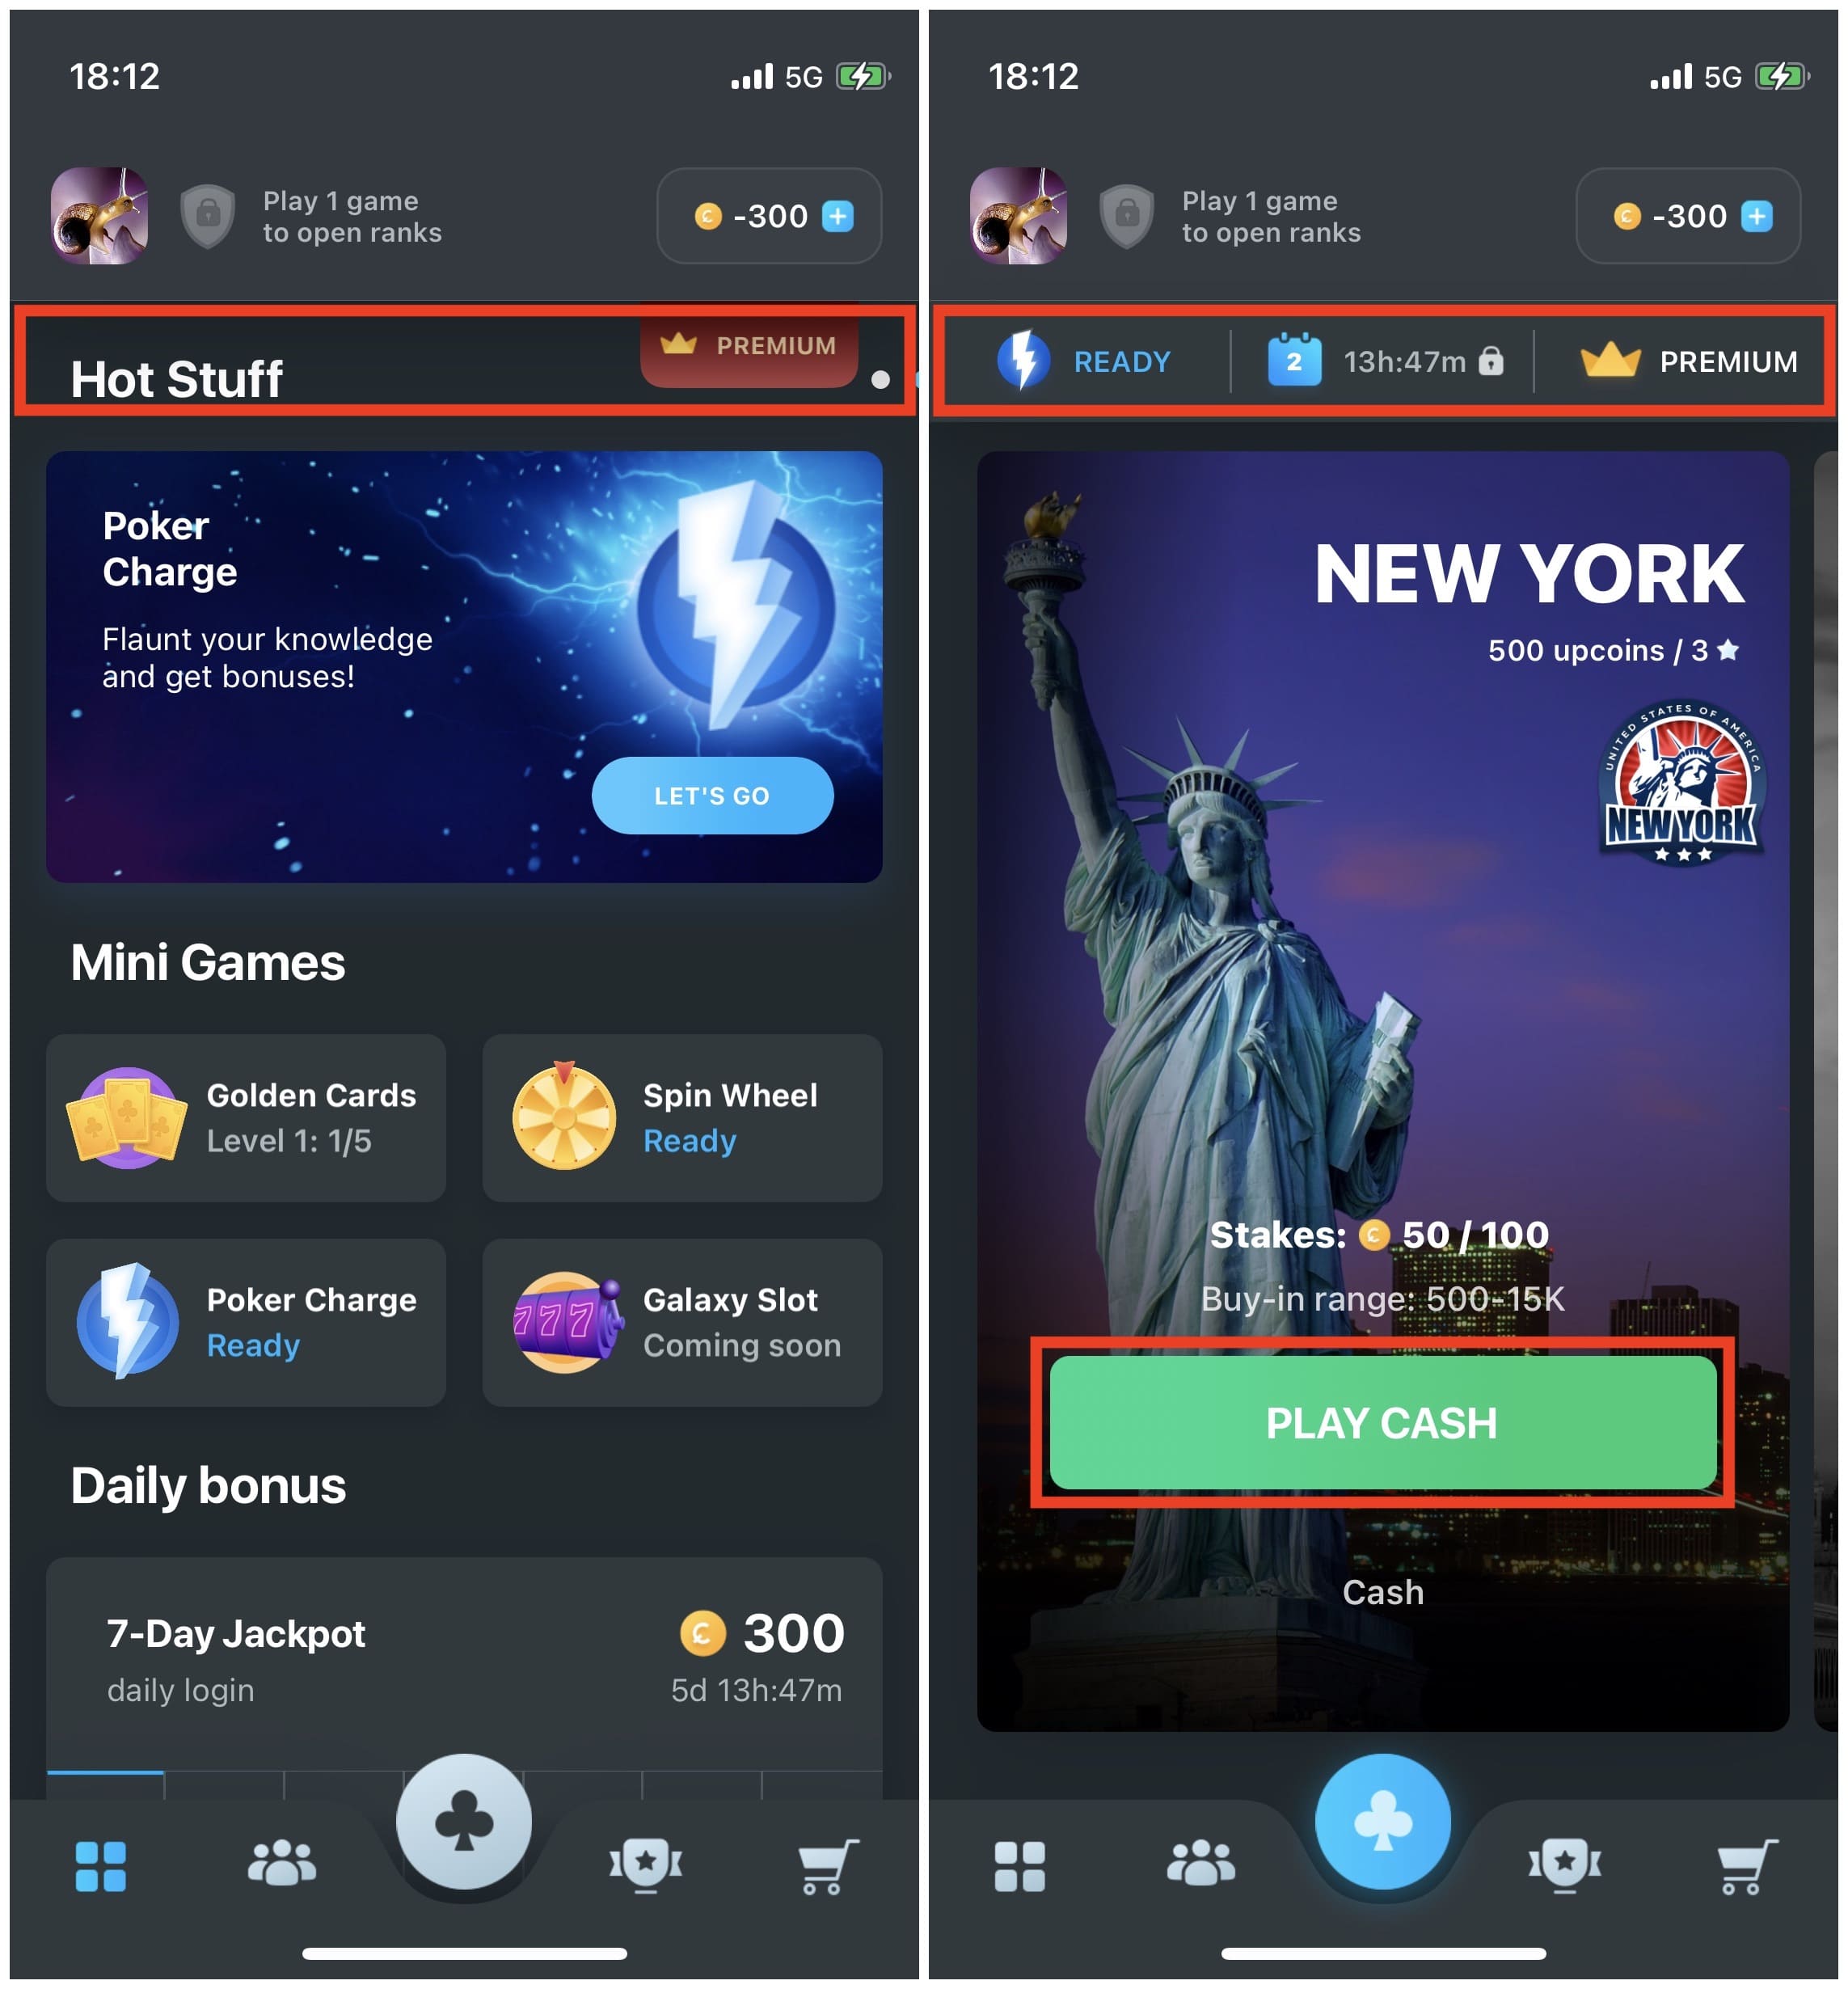 18:12
5G
Play 1 game
to open ranks
-300
PREMIUM
Hot Stuff
Poker
Charge
Flaunt your knowledge
and get bonuses!
LET'S GO
Mini Games
Golden Cards
Level 1: 1/5
Spin Wheel
Ready
Poker Charge
Ready
777
Galaxy Slot
Coming soon
Daily bonus
7-Day Jackpot
300
daily login
5d 13h:47m
18:12
5G
Play 1 game
to open ranks
-300
READY
2
13h:47m
PREMIUM
NEW YORK
500 upcoins / 3
UNITED STATES OF AMERICA
NEW YORK
Stakes: 50 / 100
Buy-in range: 500-15K
PLAY CASH
Cash